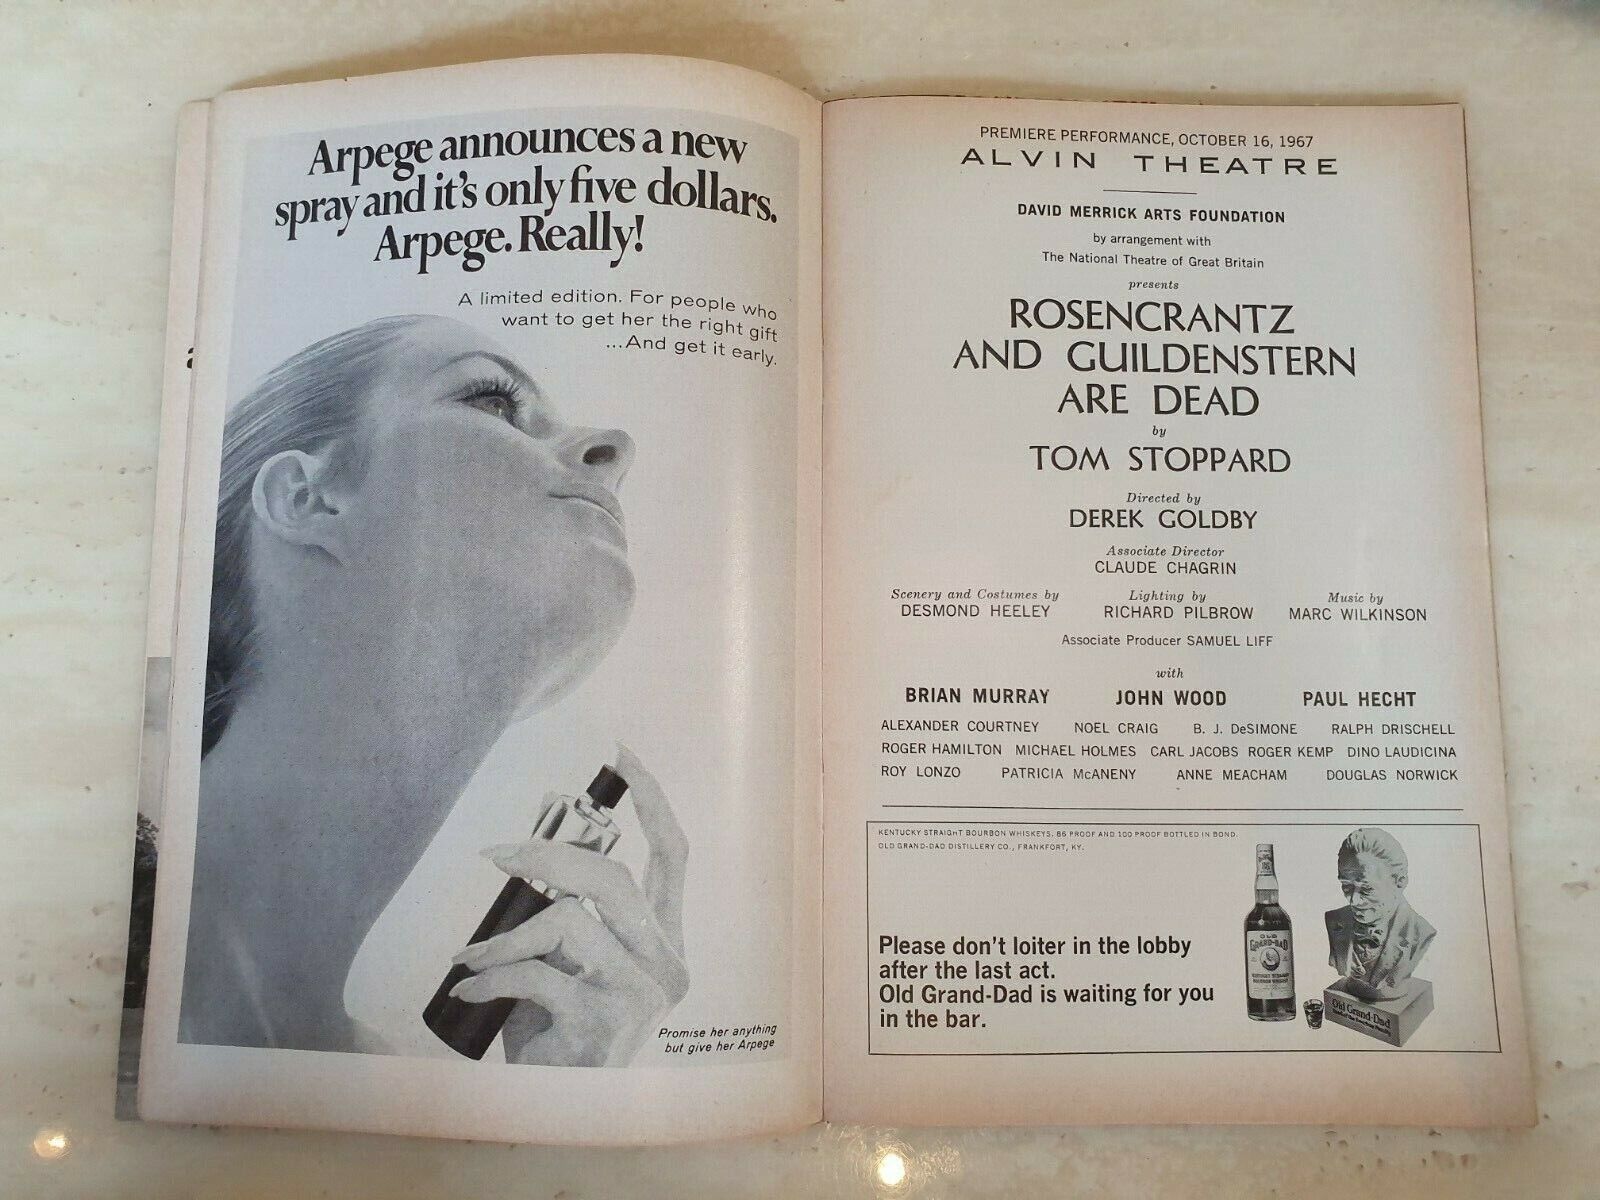 Arpege announces a new
spray and it's only five dollars.
Arpege. Really!
A limited edition. For people who
want to get her the right gift
...And get it early.
Promise her anything
but give her Arpege
PREMIERE PERFORMANCE, OCTOBER 16, 1967
ALVIN THEATRE
DAVID MERRICK ARTS FOUNDATION
by arrangement with
The National Theatre of Great Britain
presents
ROSENCRANTZ
AND GUILDENSTERN
ARE DEAD
by
TOM STOPPARD
Directed by
DEREK GOLDBY
Associate Director
CLAUDE CHAGRIN
Scenery and Costumes by Lighting by Music by
DESMOND HEELEY RICHARD PILBROW MARC WILKINSON
Associate Producer SAMUEL LIFF
with
BRIAN MURRAY JOHN WOOD PAUL HECHT
ALEXANDER COURTNEY NOEL CRAIG B. J. DeSIMONE RALPH DRISCHELL
ROGER HAMILTON MICHAEL HOLMES CARL JACOBS ROGER KEMP DINO LAUDICINA
ROY LONZO PATRICIA McANENY ANNE MEACHAM DOUGLAS NORWICK
KENTUCKY STRAIGHT BOURBON WHISKEYS. 86 PROOF AND 100 PROOF BOTTLED IN BOND.
OLD GRAND-DAD DISTILLERY CO., FRANKFORT, KY.
Please don't loiter in the lobby
after the last act.
Old Grand-Dad is waiting for you
in the bar.
OLD
GRAND-DAD
KENTUCKY STRAIGHT
BOURBON WHISKEY
Old Grand-Dad